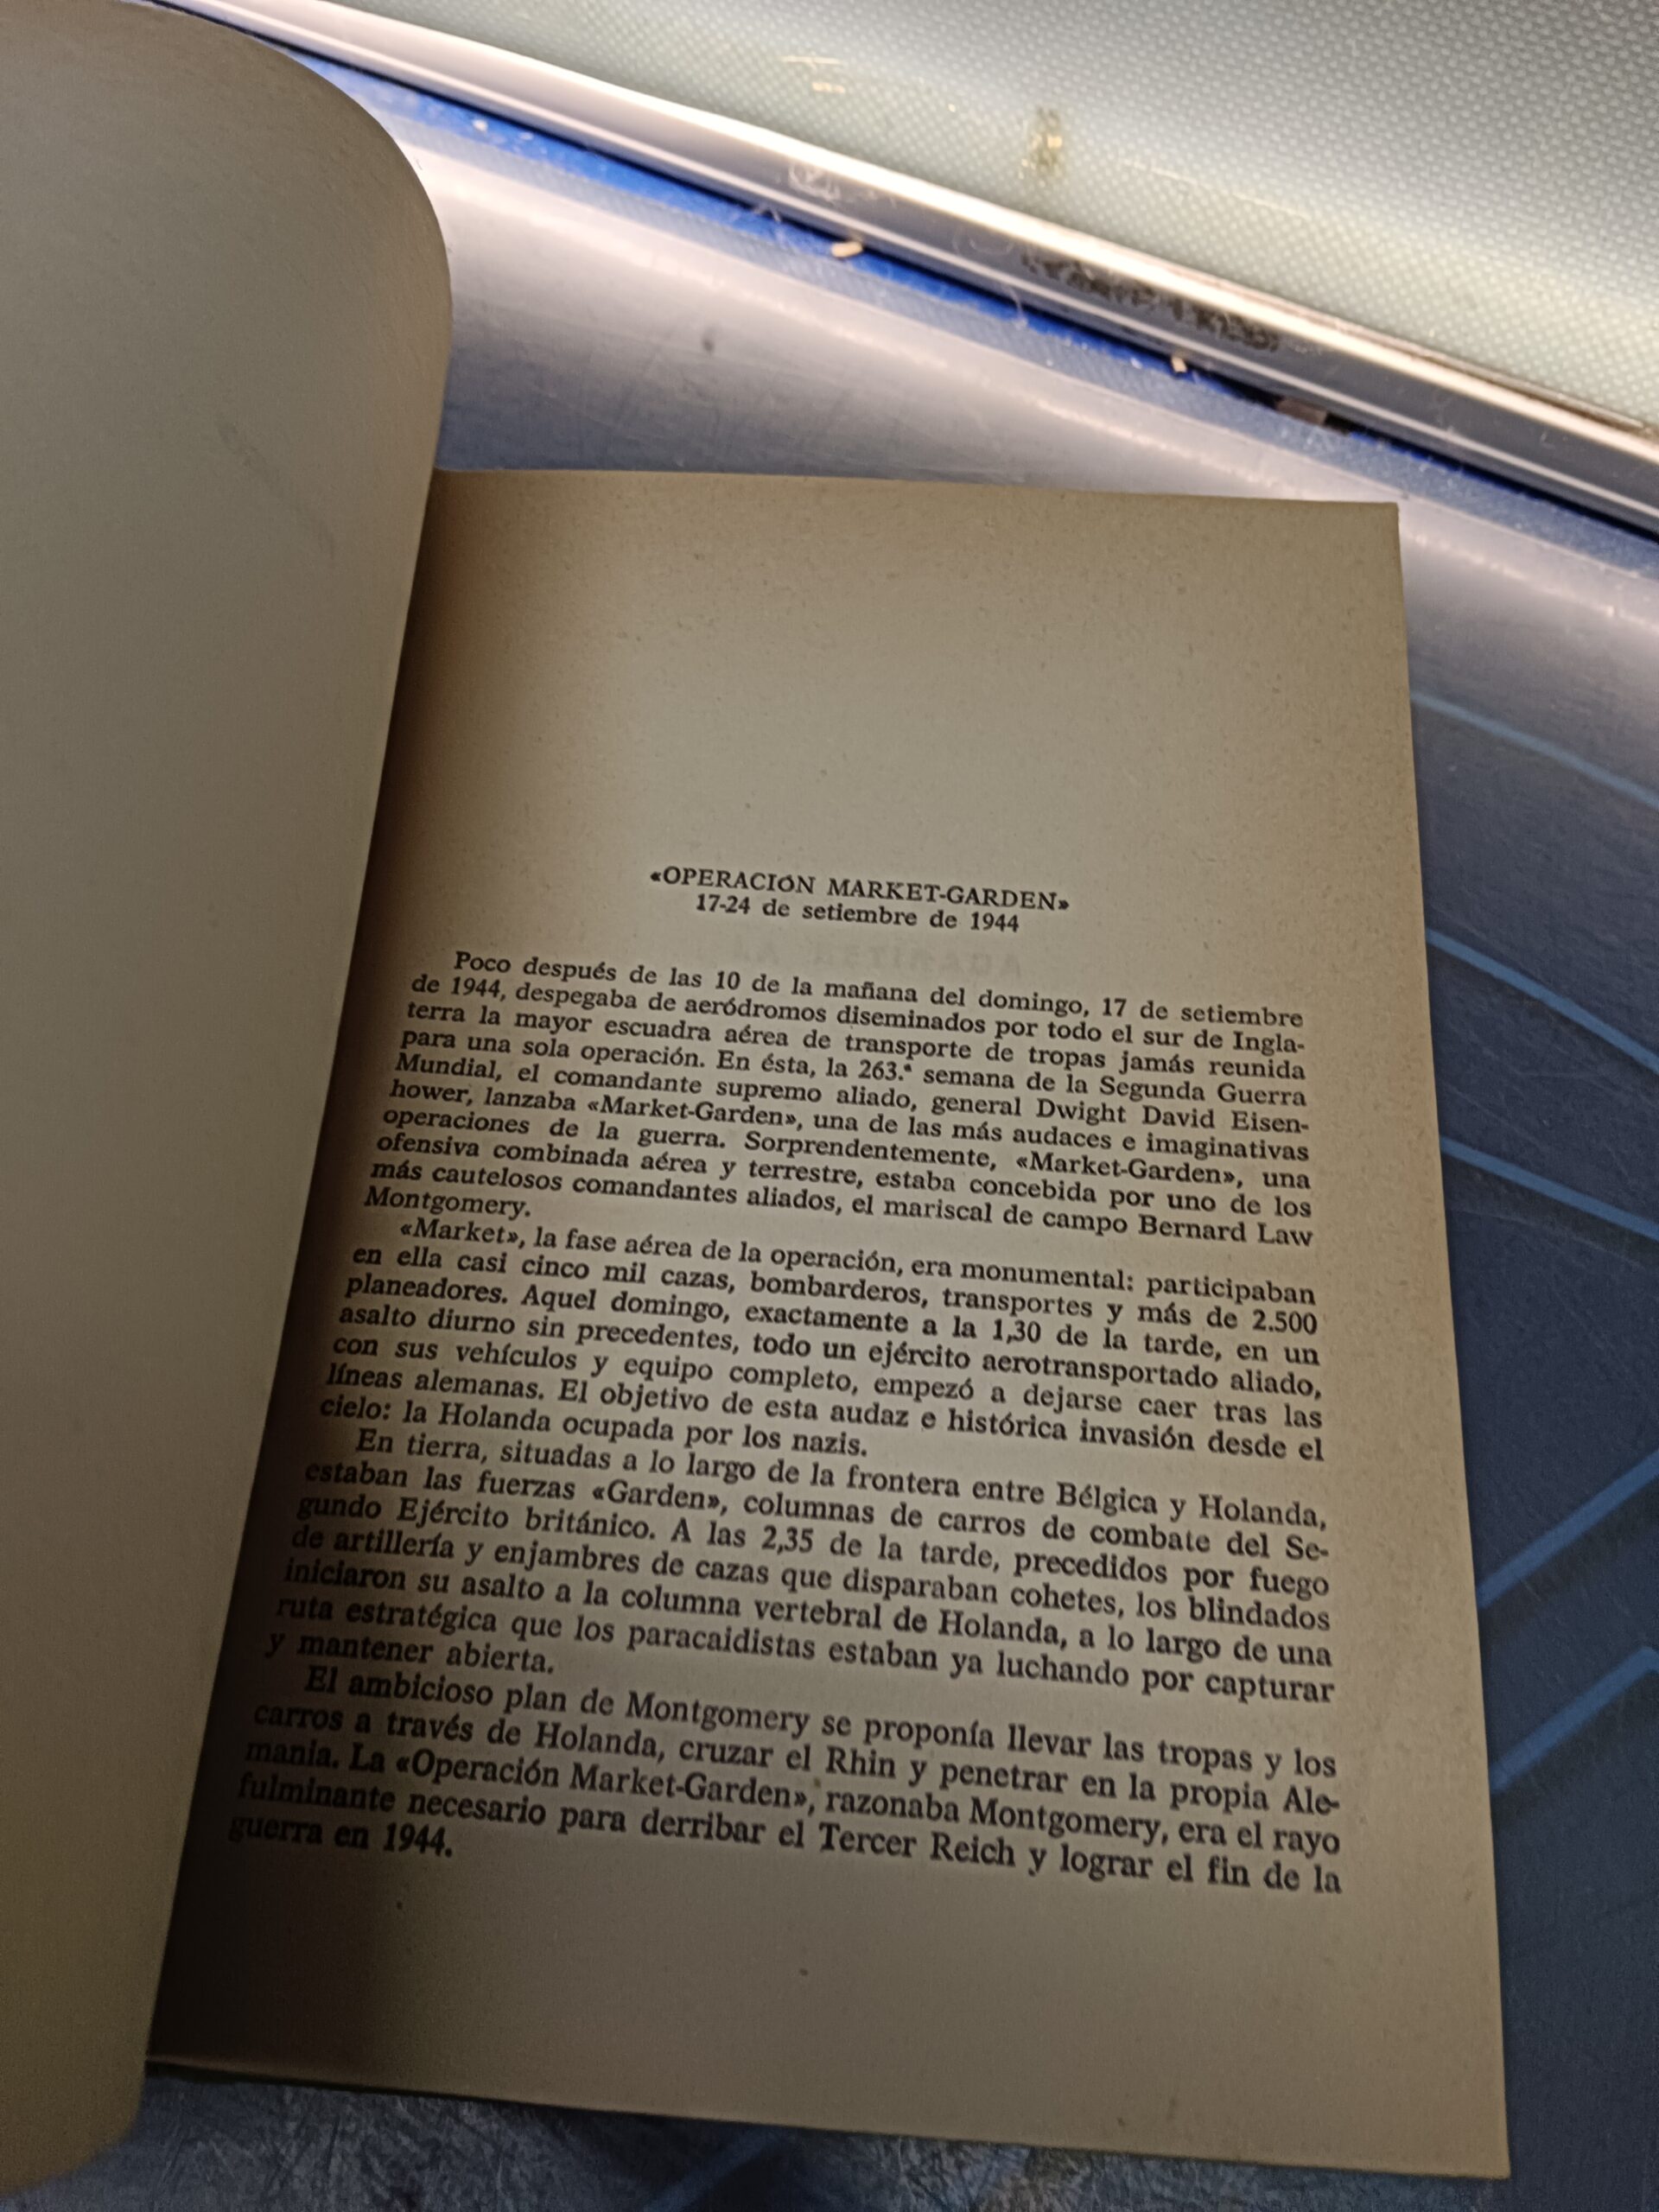 «OPERACIÓN MARKET-GARDEN»
17-24 de setiembre de 1944
Poco después de las 10 de la mañana del domingo, 17 de setiembre
de 1944, despegaba de aeródromos diseminados por todo el sur de Ingla-
terra la mayor escuadra aérea de transporte de tropas jamás reunida
para una sola operación. En ésta, la 263.ª semana de la Segunda Guerra
Mundial, el comandante supremo aliado, general Dwight David Eisen-
hower, lanzaba «Market-Garden», una de las más audaces e imaginativas
operaciones de la guerra. Sorprendentemente, «Market-Garden», una
ofensiva combinada aérea y terrestre, estaba concebida por uno de los
más cautelosos comandantes aliados, el mariscal de campo Bernard Law
Montgomery.
«Market», la fase aérea de la operación, era monumental: participaban
en ella casi cinco mil cazas, bombarderos, transportes y más de 2.500
planeadores. Aquel domingo, exactamente a la 1,30 de la tarde, en un
asalto diurno sin precedentes, todo un ejército aerotransportado aliado,
con sus vehículos y equipo completo, empezó a dejarse caer tras las
líneas alemanas. El objetivo de esta audaz e histórica invasión desde el
cielo: la Holanda ocupada por los nazis.
En tierra, situadas a lo largo de la frontera entre Bélgica y Holanda,
estaban las fuerzas «Garden», columnas de carros de combate del Se-
gundo Ejército británico. A las 2,35 de la tarde, precedidos por fuego
de artillería y enjambres de cazas que disparaban cohetes, los blindados
iniciaron su asalto a la columna vertebral de Holanda, a lo largo de una
ruta estratégica que los paracaidistas estaban ya luchando por capturar
y mantener abierta.
El ambicioso plan de Montgomery se proponía llevar las tropas y los
carros a través de Holanda, cruzar el Rhin y penetrar en la propia Ale-
mania. La «Operación Market-Garden», razonaba Montgomery, era el rayo
fulminante necesario para derribar el Tercer Reich y lograr el fin de la
guerra en 1944.